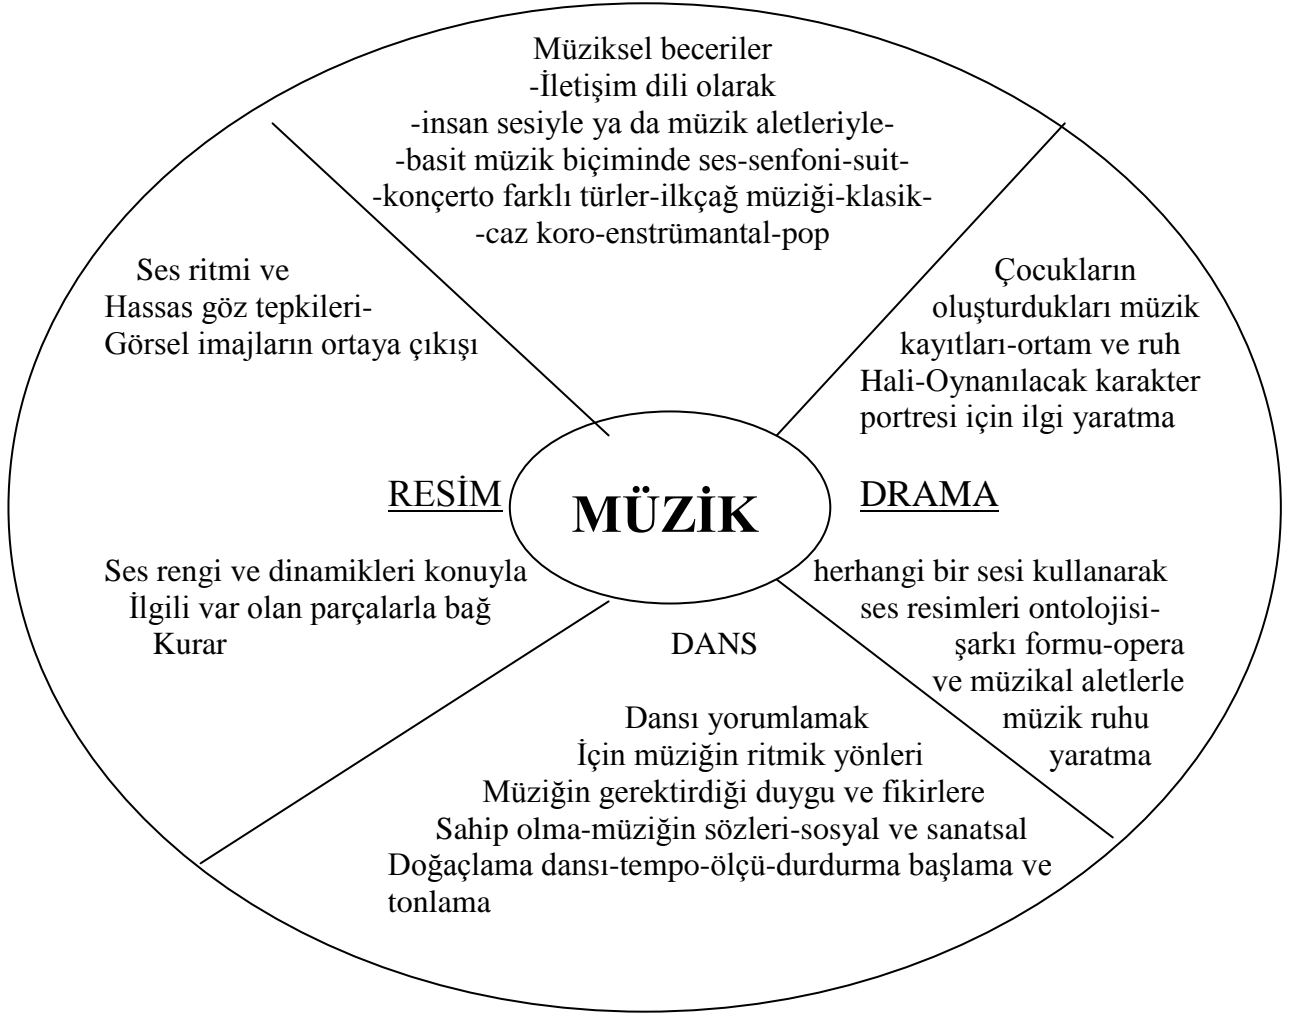 Müziksel beceriler
-İletişim dili olarak
-insan sesiyle ya da müzik aletleriyle-
-basit müzik biçiminde ses-senfoni-suit-
-konçerto farklı türler-ilkçağ müziği-klasik-
-caz koro-enstrümantal-pop
Ses ritmi ve
Hassas göz tepkileri-
Görsel imajların ortaya çıkışı
RESİM
Ses rengi ve dinamikleri konuyla
İlgili var olan parçalarla bağ
Kurar
MÜZİK
Çocukların
oluşturdukları müzik
kayıtları-ortam ve ruh
Hali-Oynanılacak karakter
portresi için ilgi yaratma
DRAMA
herhangi bir sesi kullanarak
ses resimleri ontolojisi-
şarkı formu-opera
ve müzikal aletlerle
müzik ruhu
yaratma
DANS
Dansı yorumlamak
İçin müziğin ritmik yönleri
Müziğin gerektirdiği duygu ve fikirlere
Sahip olma-müziğin sözleri-sosyal ve sanatsal
Doğaçlama dansı-tempo-ölçü-durdurma başlama ve
tonlama